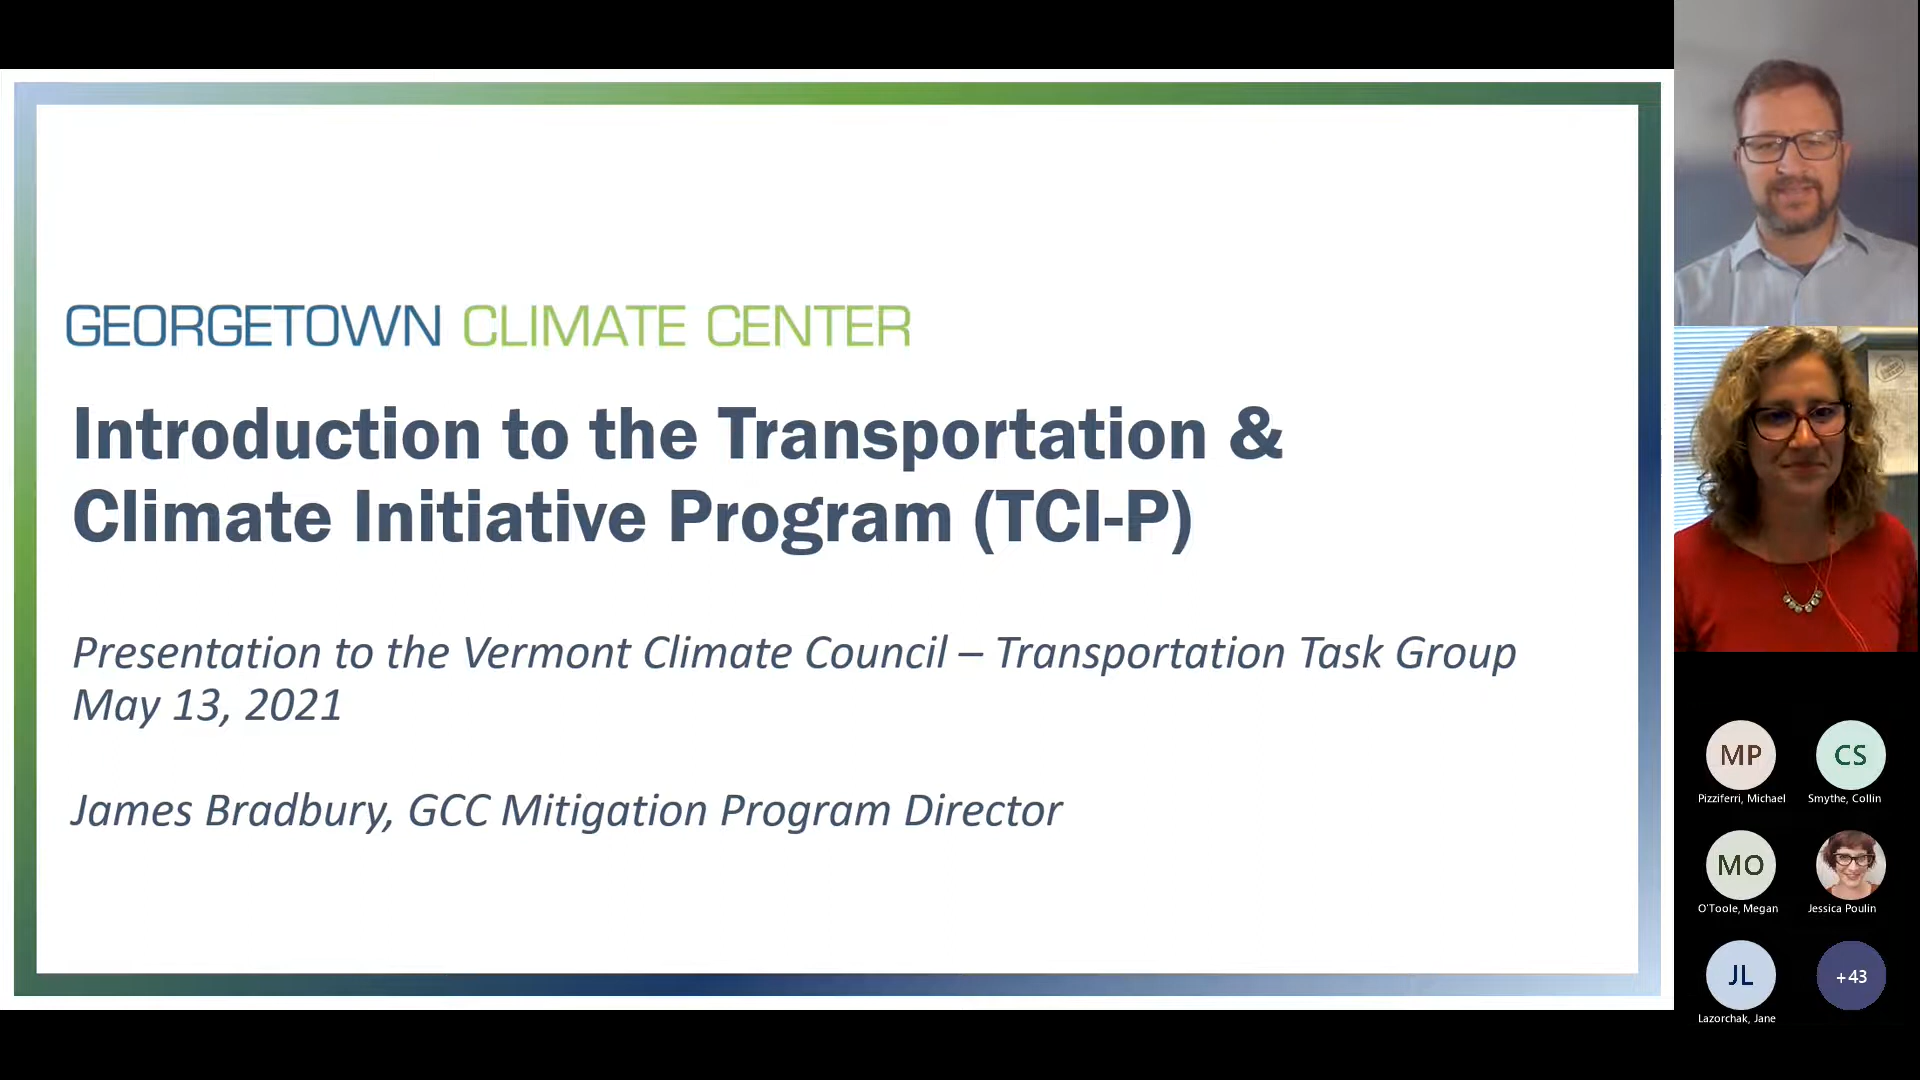 GEORGETOWN CLIMATE CENTER
Introduction to the Transportation &
Climate Initiative Program (TCI-P)
Presentation to the Vermont Climate Council – Transportation Task Group
May 13, 2021
James Bradbury, GCC Mitigation Program Director
MP
CS
Pizziferri, Michael
Smythe, Collin
MO
O'Toole, Megan
Jessica Poulin
JL
+43
Lazorchak, Jane